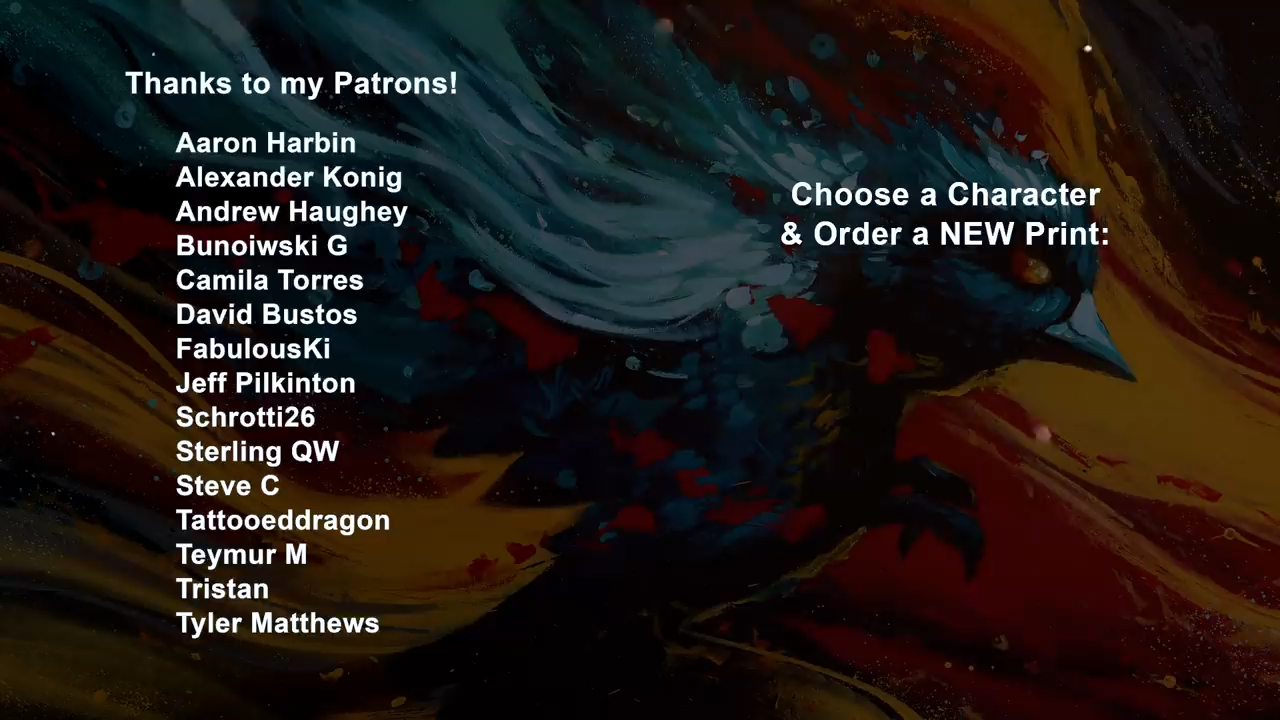 Thanks to my Patrons!
Aaron Harbin
Alexander Konig
Andrew Haughey
Bunoiwski G
Camila Torres
David Bustos
FabulousKi
Jeff Pilkinton
Schrotti26
Sterling QW
Steve C
Tattooeddragon
Teymur M
Tristan
Tyler Matthews
Choose a Character
& Order a NEW Print: